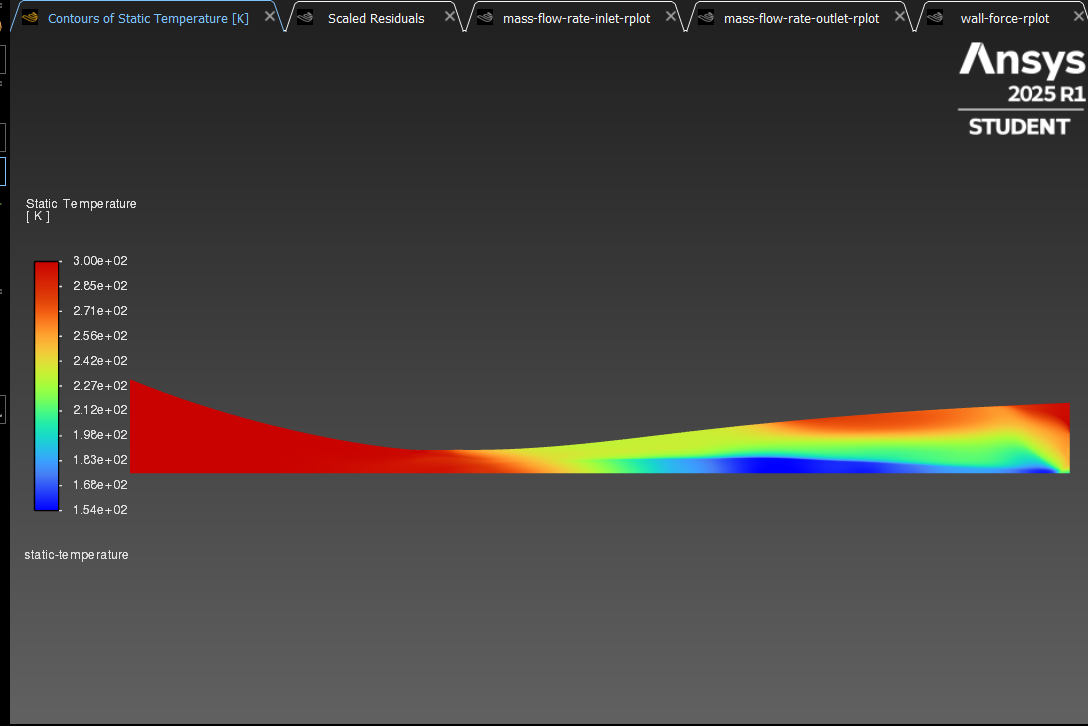 Contours of Static Temperature [K]
Scaled Residuals
mass-flow-rate-inlet-rplot
mass-flow-rate-outlet-rplot
wall-force-rplot
Ansys
2025 R1
STUDENT
Static Temperature
[ K ]
3.00e+02
2.85e+02
2.71e+02
2.56e+02
2.42e+02
2.27e+02
2.12e+02
1.98e+02
1.83e+02
1.68e+02
1.54e+02
static-temperature